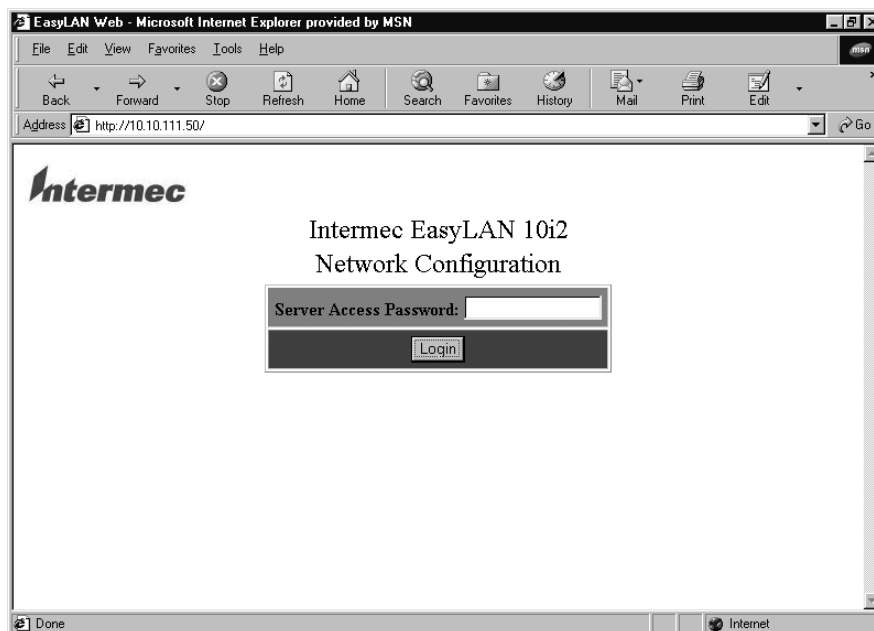 EasyLAN Web - Microsoft Internet Explorer provided by MSN
File Edit View Favorites Tools Help
msn
Back Forward Stop Refresh Home Search Favorites History Mail Print Edit
Address http://10.10.111.50/ Go
Intermec
Intermec EasyLAN 10i2
Network Configuration
Server Access Password:
Login
Done Internet